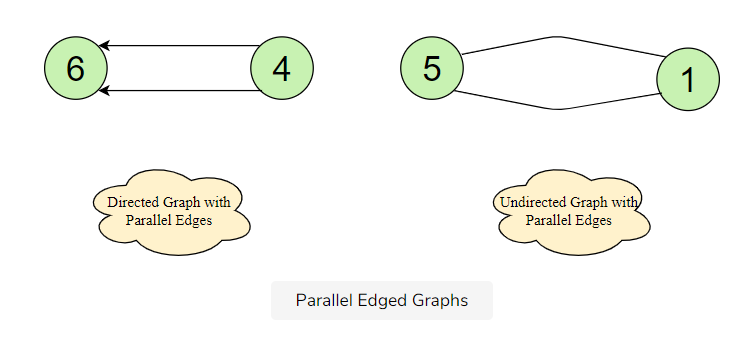 6
4
5
1
Directed Graph with
Parallel Edges
Undirected Graph with
Parallel Edges
Parallel Edged Graphs